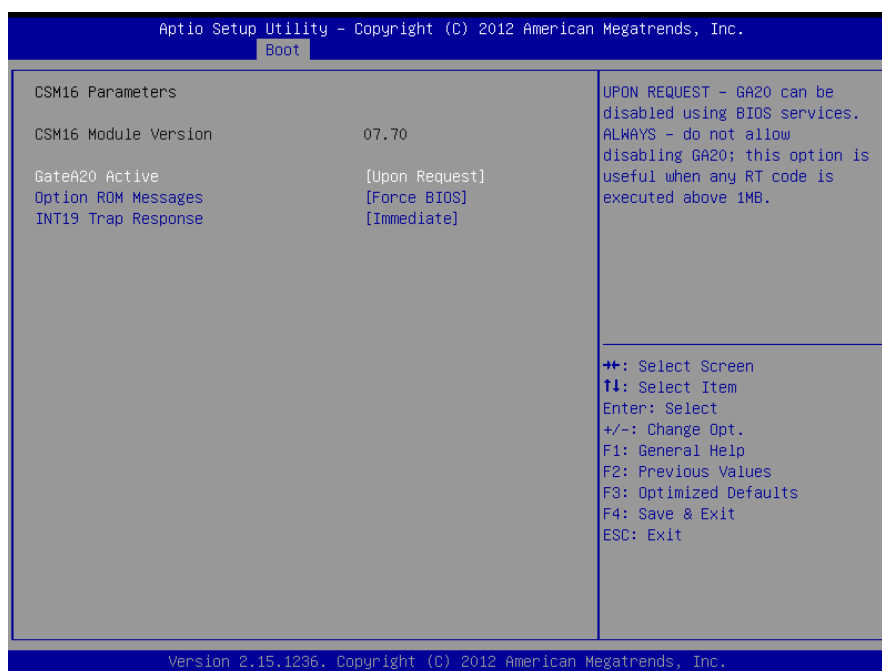 Aptio Setup Utility – Copyright (C) 2012 American Megatrends, Inc.
Boot
CSM16 Parameters
CSM16 Module Version 07.70
GateA20 Active [Upon Request]
Option ROM Messages [Force BIOS]
INT19 Trap Response [Immediate]
UPON REQUEST – GA20 can be
disabled using BIOS services.
ALWAYS – do not allow
disabling GA20; this option is
useful when any RT code is
executed above 1MB.
→←: Select Screen
↑↓: Select Item
Enter: Select
+/-: Change Opt.
F1: General Help
F2: Previous Values
F3: Optimized Defaults
F4: Save & Exit
ESC: Exit
Version 2.15.1236. Copyright (C) 2012 American Megatrends, Inc.